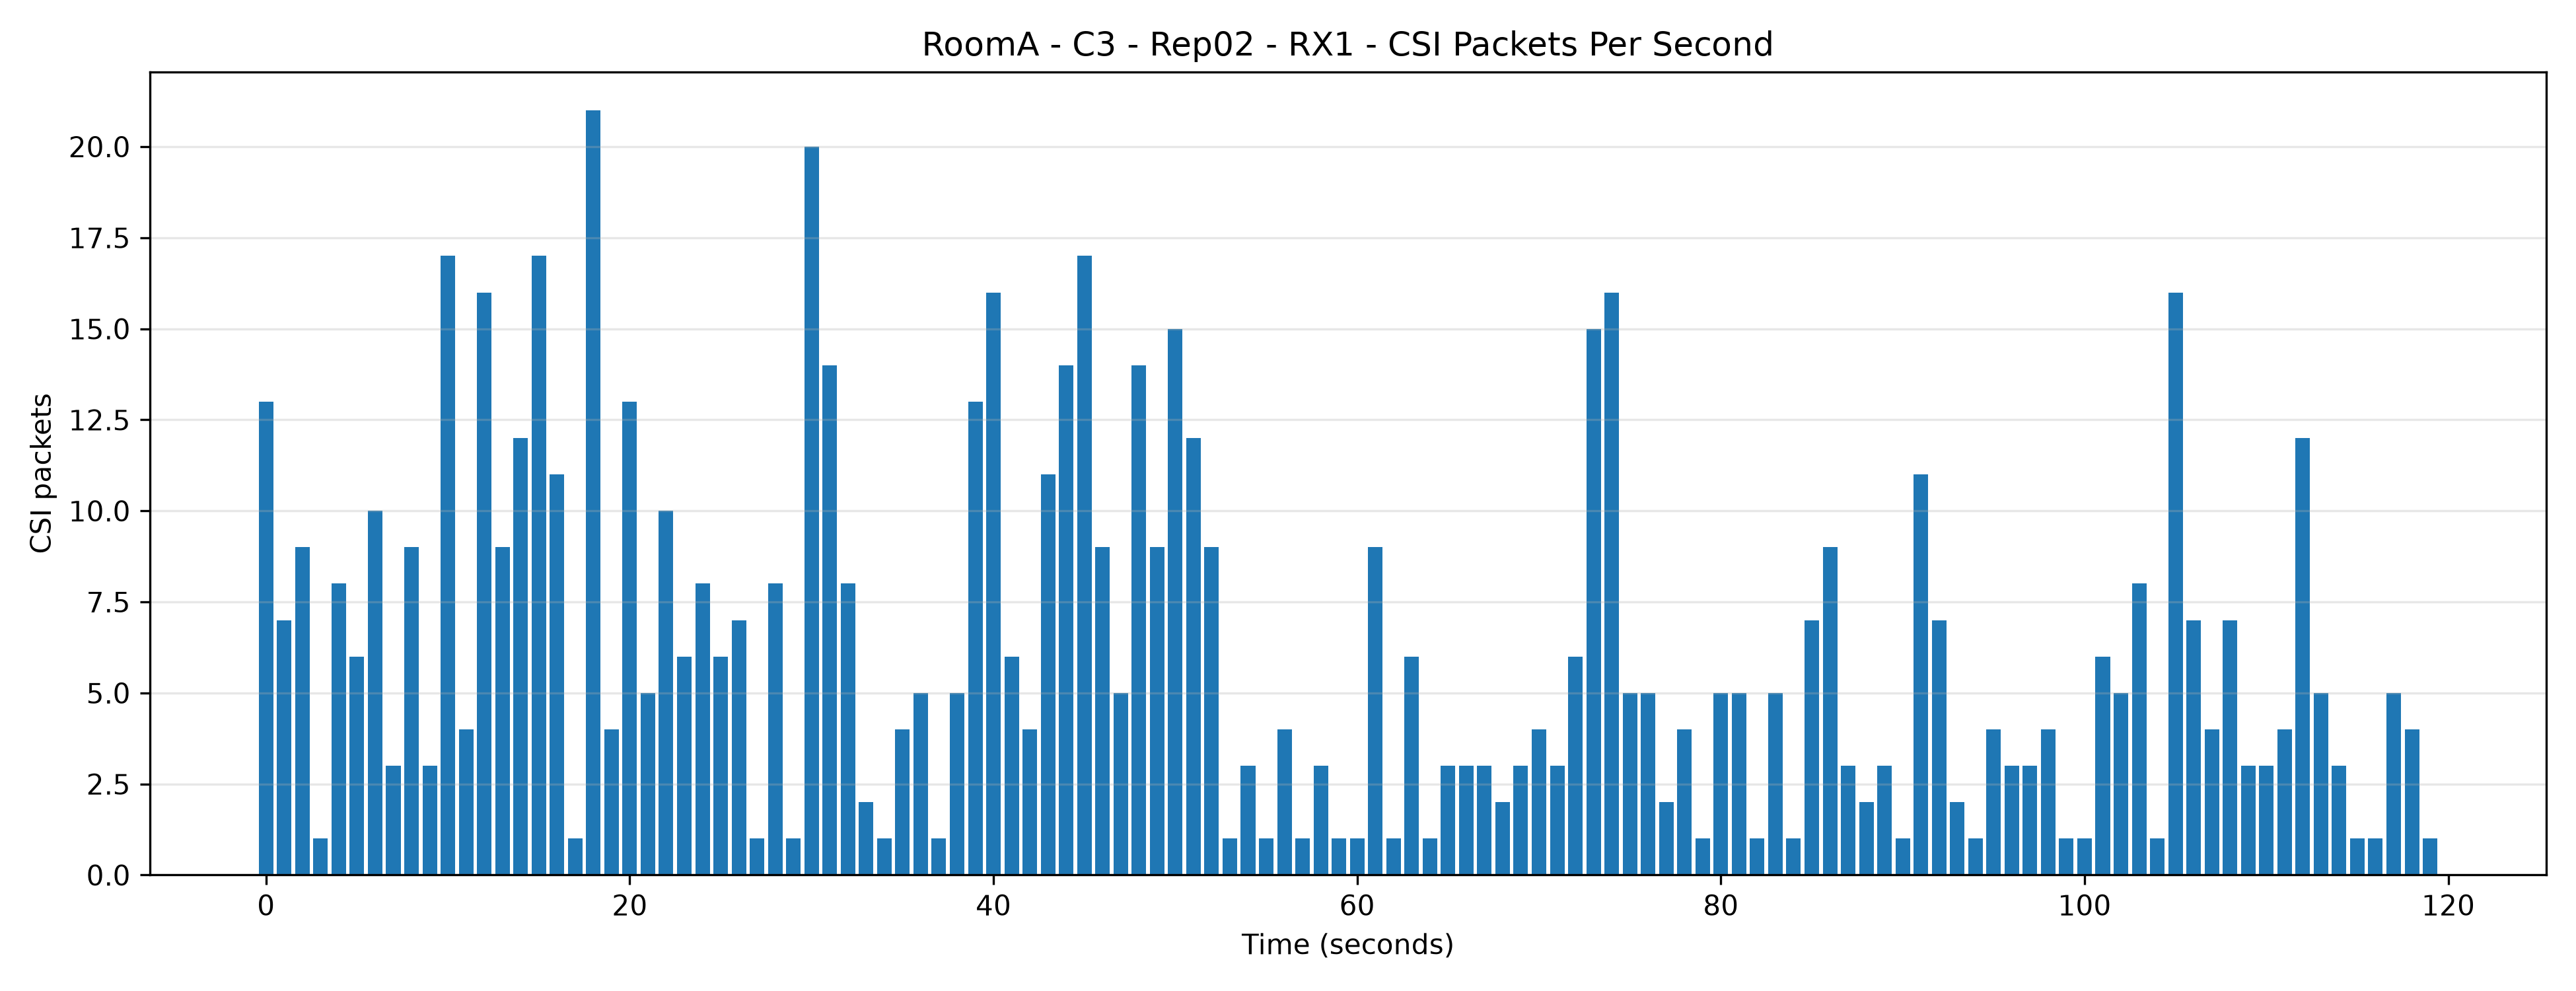 RoomA - C3 - Rep02 - RX1 - CSI Packets Per Second
CSI packets
20.0
17.5
15.0
12.5
10.0
7.5
5.0
2.5
0.0
0 20 40 60 80 100 120
Time (seconds)